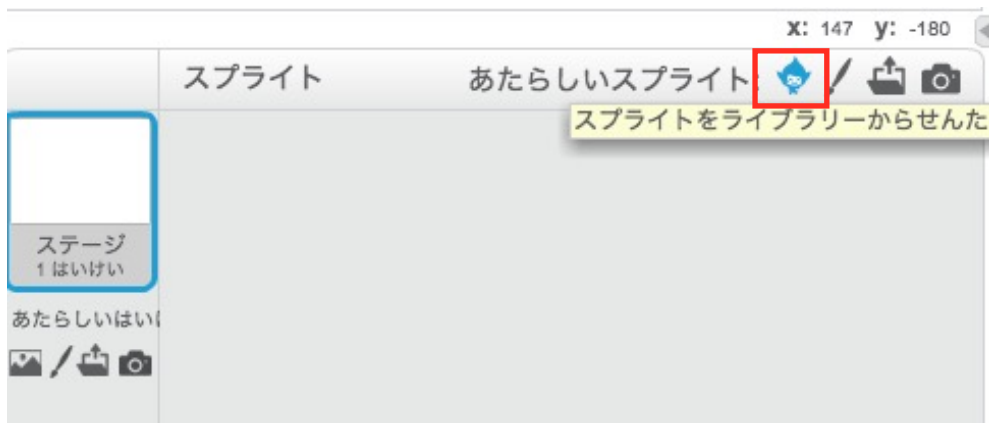 x: 147 y: -180
スプライト あたらしいスプライト:
スプライトをライブラリーからせんた
ステージ
1 はいけい
あたらしいはい